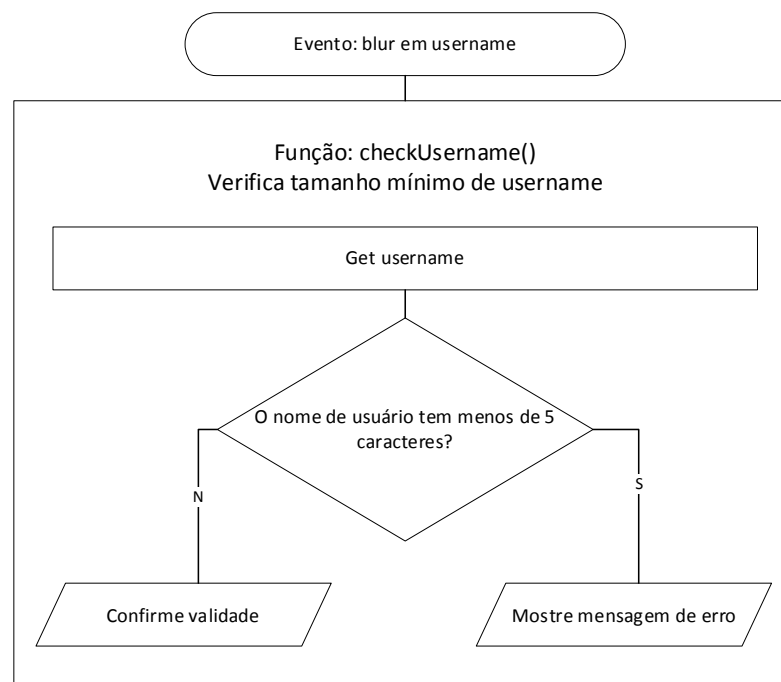 Evento: blur em username
Função: checkUsername()
Verifica tamanho mínimo de username
Get username
O nome de usuário tem menos de 5
caracteres?
N
S
Confirme validade
Mostre mensagem de erro